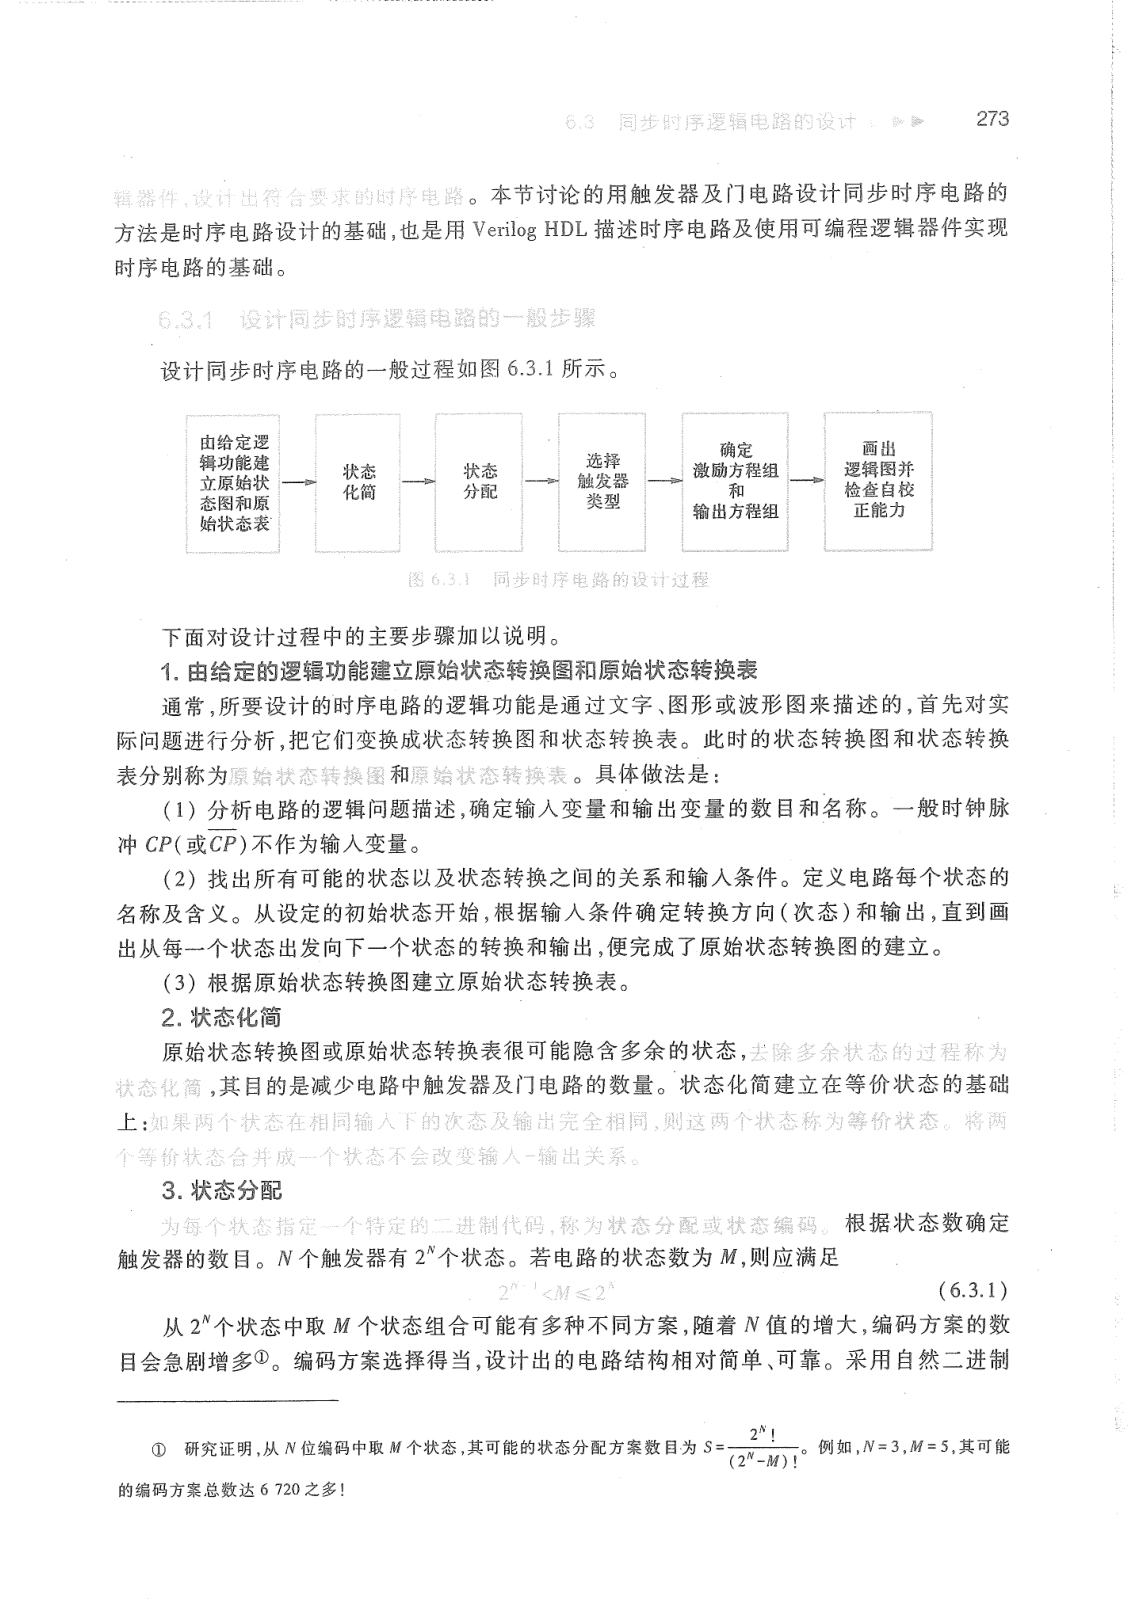 6.3 同步时序逻辑电路的设计 273
辑器件,设计出符合要求的时序电路。本节讨论的用触发器及门电路设计同步时序电路的
方法是时序电路设计的基础,也是用 Verilog HDL 描述时序电路及使用可编程逻辑器件实现
时序电路的基础。
6.3.1 设计同步时序逻辑电路的一般步骤
设计同步时序电路的一般过程如图 6.3.1 所示。
由给定逻
辑功能建
立原始状
态图和原
始状态表
状态
化简
状态
分配
选择
触发器
类型
确定
激励方程组
和
输出方程组
画出
逻辑图并
检查自校
正能力
图 6.3.1 同步时序电路的设计过程
下面对设计过程中的主要步骤加以说明。
1. 由给定的逻辑功能建立原始状态转换图和原始状态转换表
通常,所要设计的时序电路的逻辑功能是通过文字、图形或波形图来描述的,首先对实
际问题进行分析,把它们变换成状态转换图和状态转换表。此时的状态转换图和状态转换
表分别称为原始状态转换图和原始状态转换表。具体做法是:
(1) 分析电路的逻辑问题描述,确定输入变量和输出变量的数目和名称。一般时钟脉
冲 CP(或C̅P̅)不作为输入变量。
(2) 找出所有可能的状态以及状态转换之间的关系和输入条件。定义电路每个状态的
名称及含义。从设定的初始状态开始,根据输入条件确定转换方向(次态)和输出,直到画
出从每一个状态出发向下一个状态的转换和输出,便完成了原始状态转换图的建立。
(3) 根据原始状态转换图建立原始状态转换表。
2. 状态化简
原始状态转换图或原始状态转换表很可能隐含多余的状态,去除多余状态的过程称为
状态化简,其目的是减少电路中触发器及门电路的数量。状态化简建立在等价状态的基础
上:如果两个状态在相同输入下的次态及输出完全相同,则这两个状态称为等价状态。将两
个等价状态合并成一个状态不会改变输入-输出关系。
3. 状态分配
为每个状态指定一个特定的二进制代码,称为状态分配或状态编码。根据状态数确定
触发器的数目。N 个触发器有 2ᴺ个状态。若电路的状态数为 M,则应满足
2ᴺ⁻¹<M≤2ᴺ (6.3.1)
从 2ᴺ个状态中取 M 个状态组合可能有多种不同方案,随着 N 值的增大,编码方案的数
目会急剧增多①。编码方案选择得当,设计出的电路结构相对简单、可靠。采用自然二进制
① 研究证明,从 N 位编码中取 M 个状态,其可能的状态分配方案数目为 S=2ᴺ!/(2ᴺ-M)!。例如,N=3,M=5,其可能
的编码方案总数达 6 720 之多!